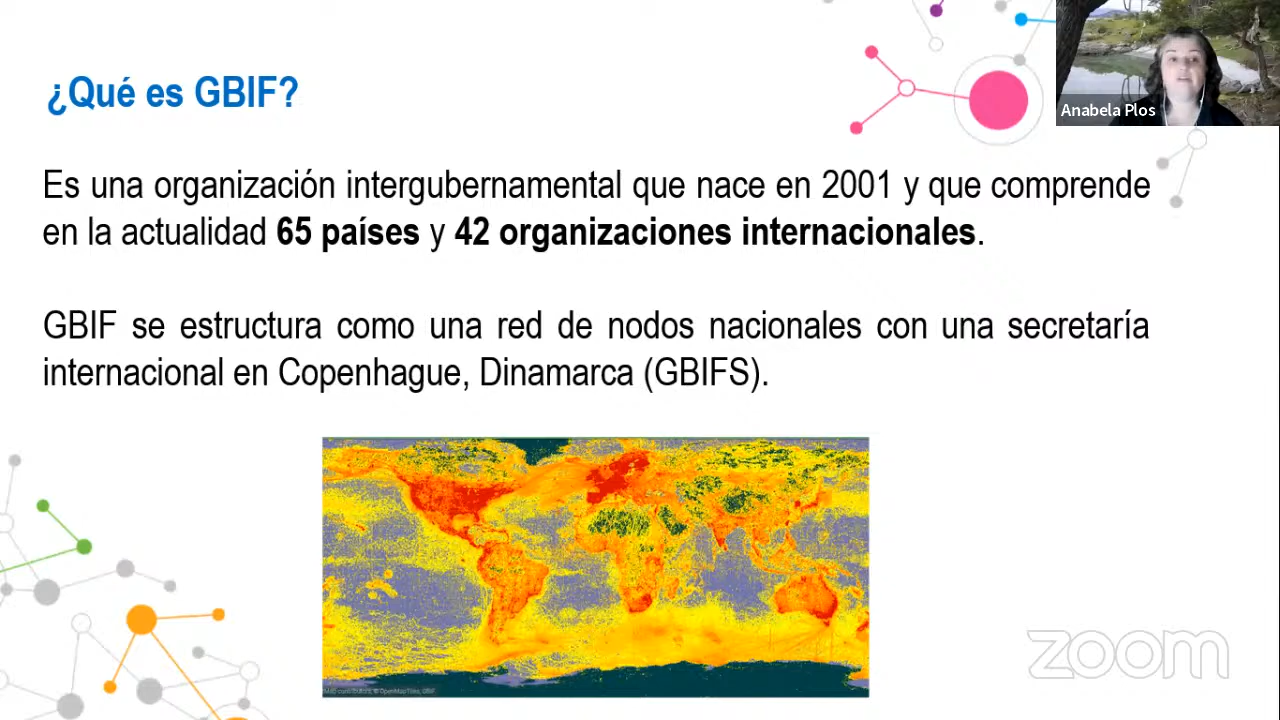 ¿Qué es GBIF?
Anabela Plos
Es una organización intergubernamental que nace en 2001 y que comprende
en la actualidad 65 países y 42 organizaciones internacionales.
GBIF se estructura como una red de nodos nacionales con una secretaría
internacional en Copenhague, Dinamarca (GBIFS).
zoom